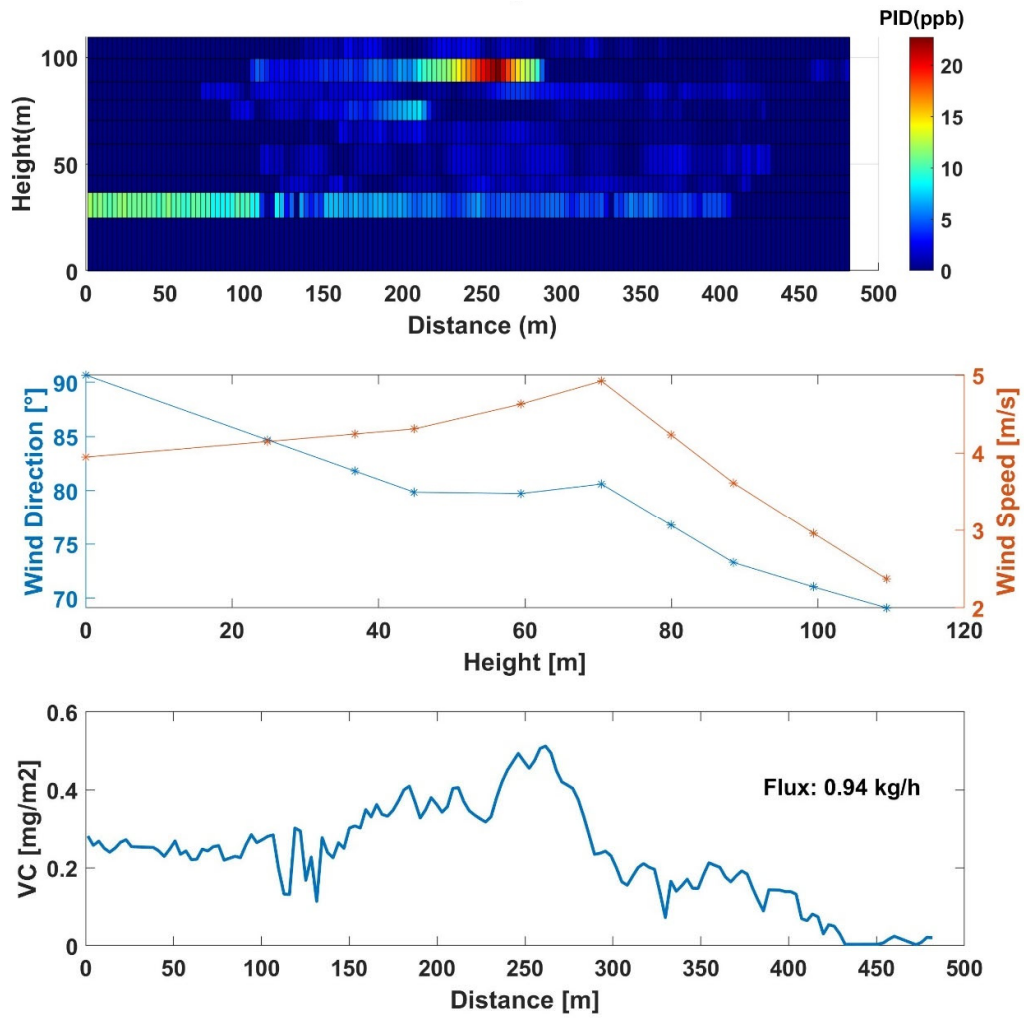 PID(ppb)
Height(m)
100
50
0
20
15
10
5
0
0 50 100 150 200 250 300 350 400 450 500
Distance (m)
Wind Direction [°]
90
85
80
75
70
5
4
3
2
Wind Speed [m/s]
0 20 40 60 80 100 120
Height [m]
VC [mg/m2]
0.6
0.4
0.2
0
Flux: 0.94 kg/h
0 50 100 150 200 250 300 350 400 450 500
Distance [m]